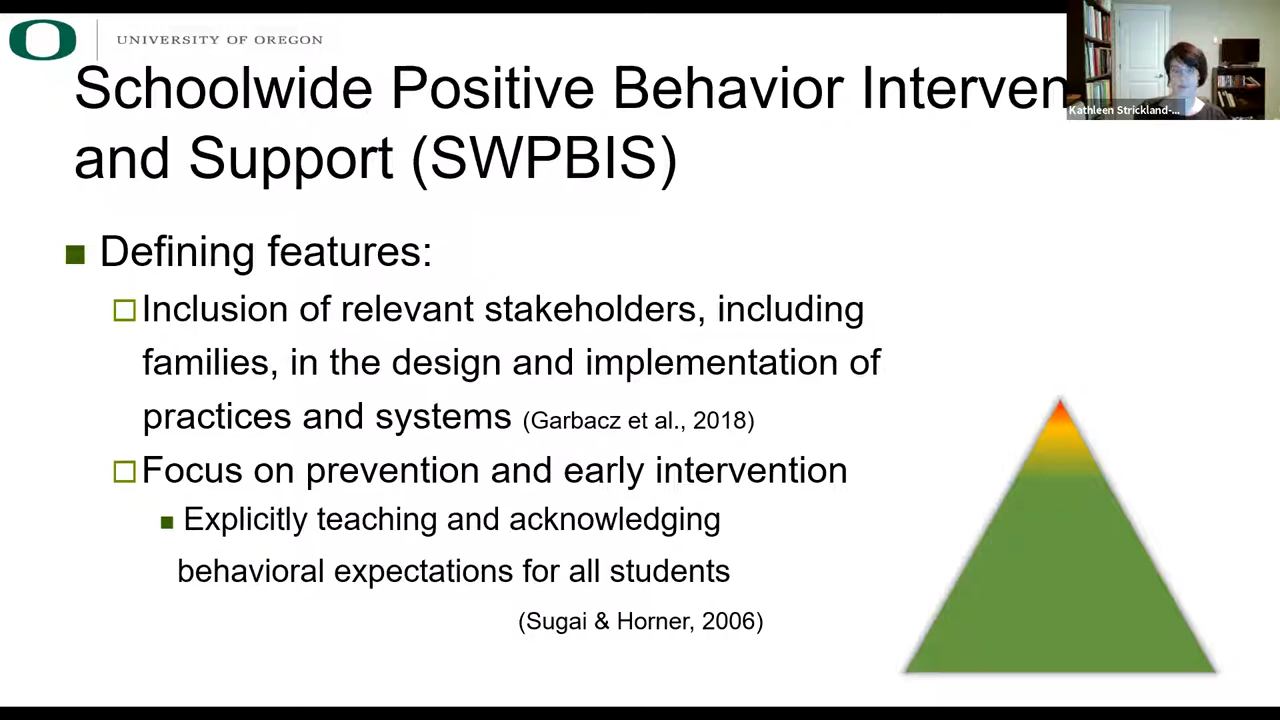 UNIVERSITY OF OREGON
Schoolwide Positive Behavior Interven
and Support (SWPBIS)
Kathleen Strickland-...
Defining features:
Inclusion of relevant stakeholders, including
families, in the design and implementation of
practices and systems (Garbacz et al., 2018)
Focus on prevention and early intervention
Explicitly teaching and acknowledging
behavioral expectations for all students
(Sugai & Horner, 2006)